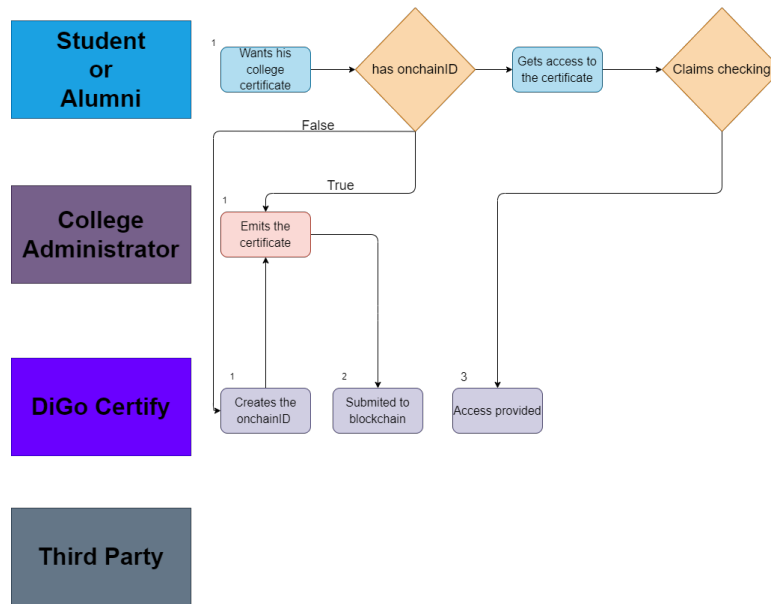 Student
or
Alumni
1
Wants his
college
certificate
has onchainID
Gets access to
the certificate
Claims checking
False
True
College
Administrator
1
Emits the
certificate
DiGo Certify
1
Creates the
onchainID
2
Submited to
blockchain
3
Access provided
Third Party